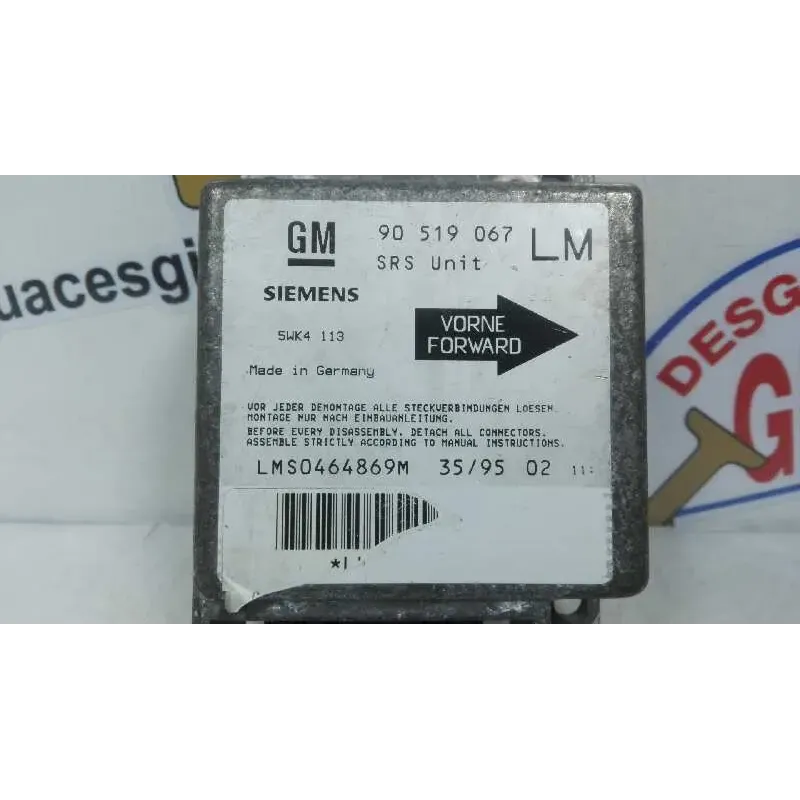 GM
90 519 067
LM
SRS Unit
SIEMENS
5WK4 113
VORNE
FORWARD
Made in Germany
VOR JEDER DEMONTAGE ALLE STECKVERBINDUNGEN LOESEN.
MONTAGE NUR NACH EINBAUANLEITUNG.
BEFORE EVERY DISASSEMBLY, DETACH ALL CONNECTORS.
ASSEMBLE STRICTLY ACCORDING TO MANUAL INSTRUCTIONS.
LMS0464869M 35/95 02 11:
uacesgi
DESG
G